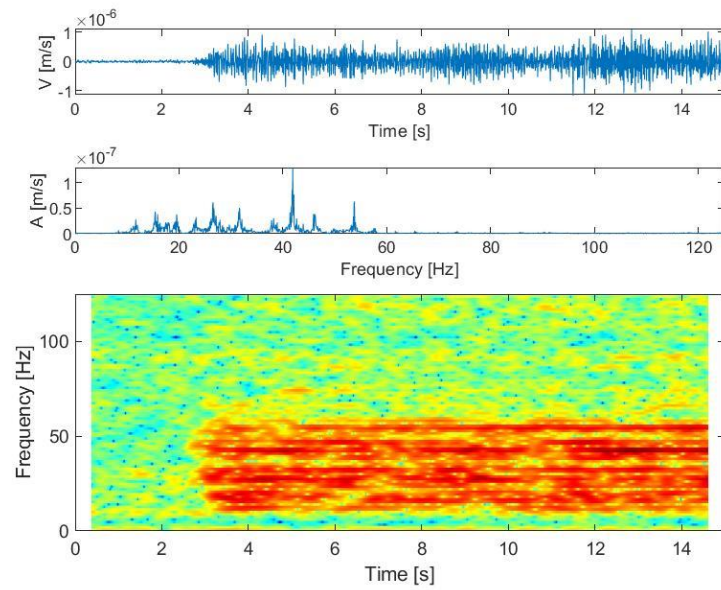 ×10⁻⁶
V [m/s]
1
0
-1
0 2 4 6 8 10 12 14
Time [s]
×10⁻⁷
A [m/s]
1
0.5
0
0 20 40 60 80 100 120
Frequency [Hz]
Frequency [Hz]
100
50
0
0 2 4 6 8 10 12 14
Time [s]